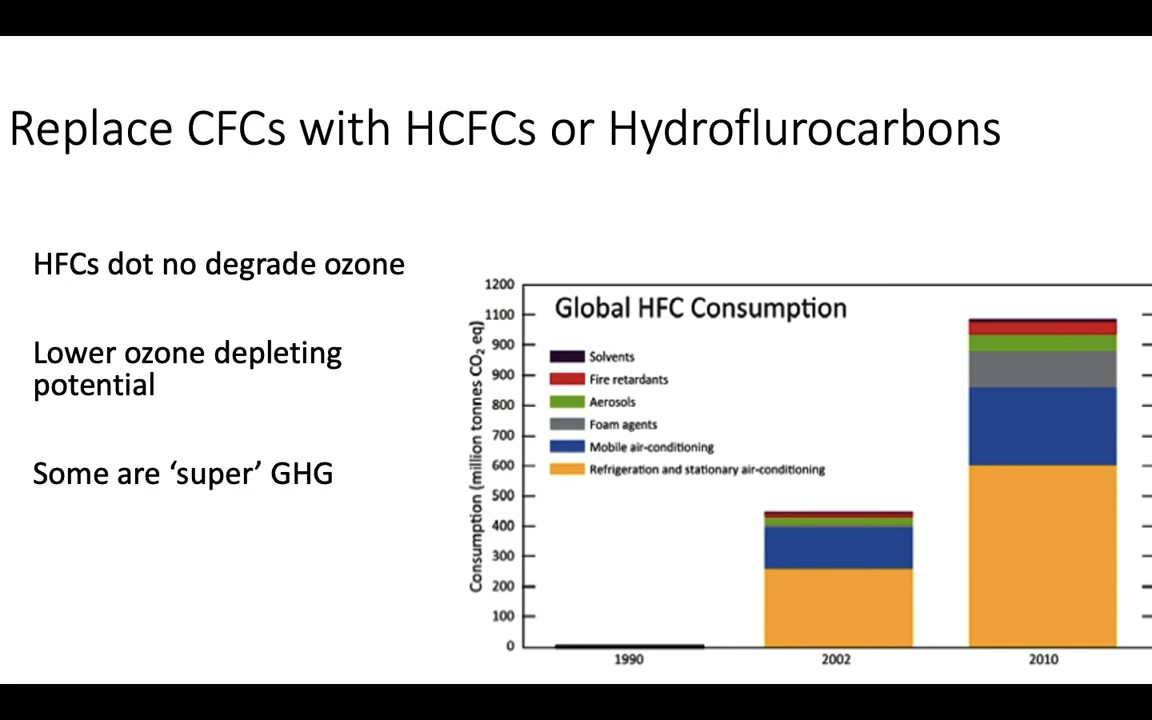 Replace CFCs with HCFCs or Hydroflurocarbons
HFCs dot no degrade ozone
Lower ozone depleting
potential
Some are ‘super’ GHG
Global HFC Consumption
Consumption (million tonnes CO₂ eq)
1200
1100
900
900
800
700
600
500
400
300
200
100
0
Solvents
Fire retardants
Aerosols
Foam agents
Mobile air-conditioning
Refrigeration and stationary air-conditioning
1990
2002
2010